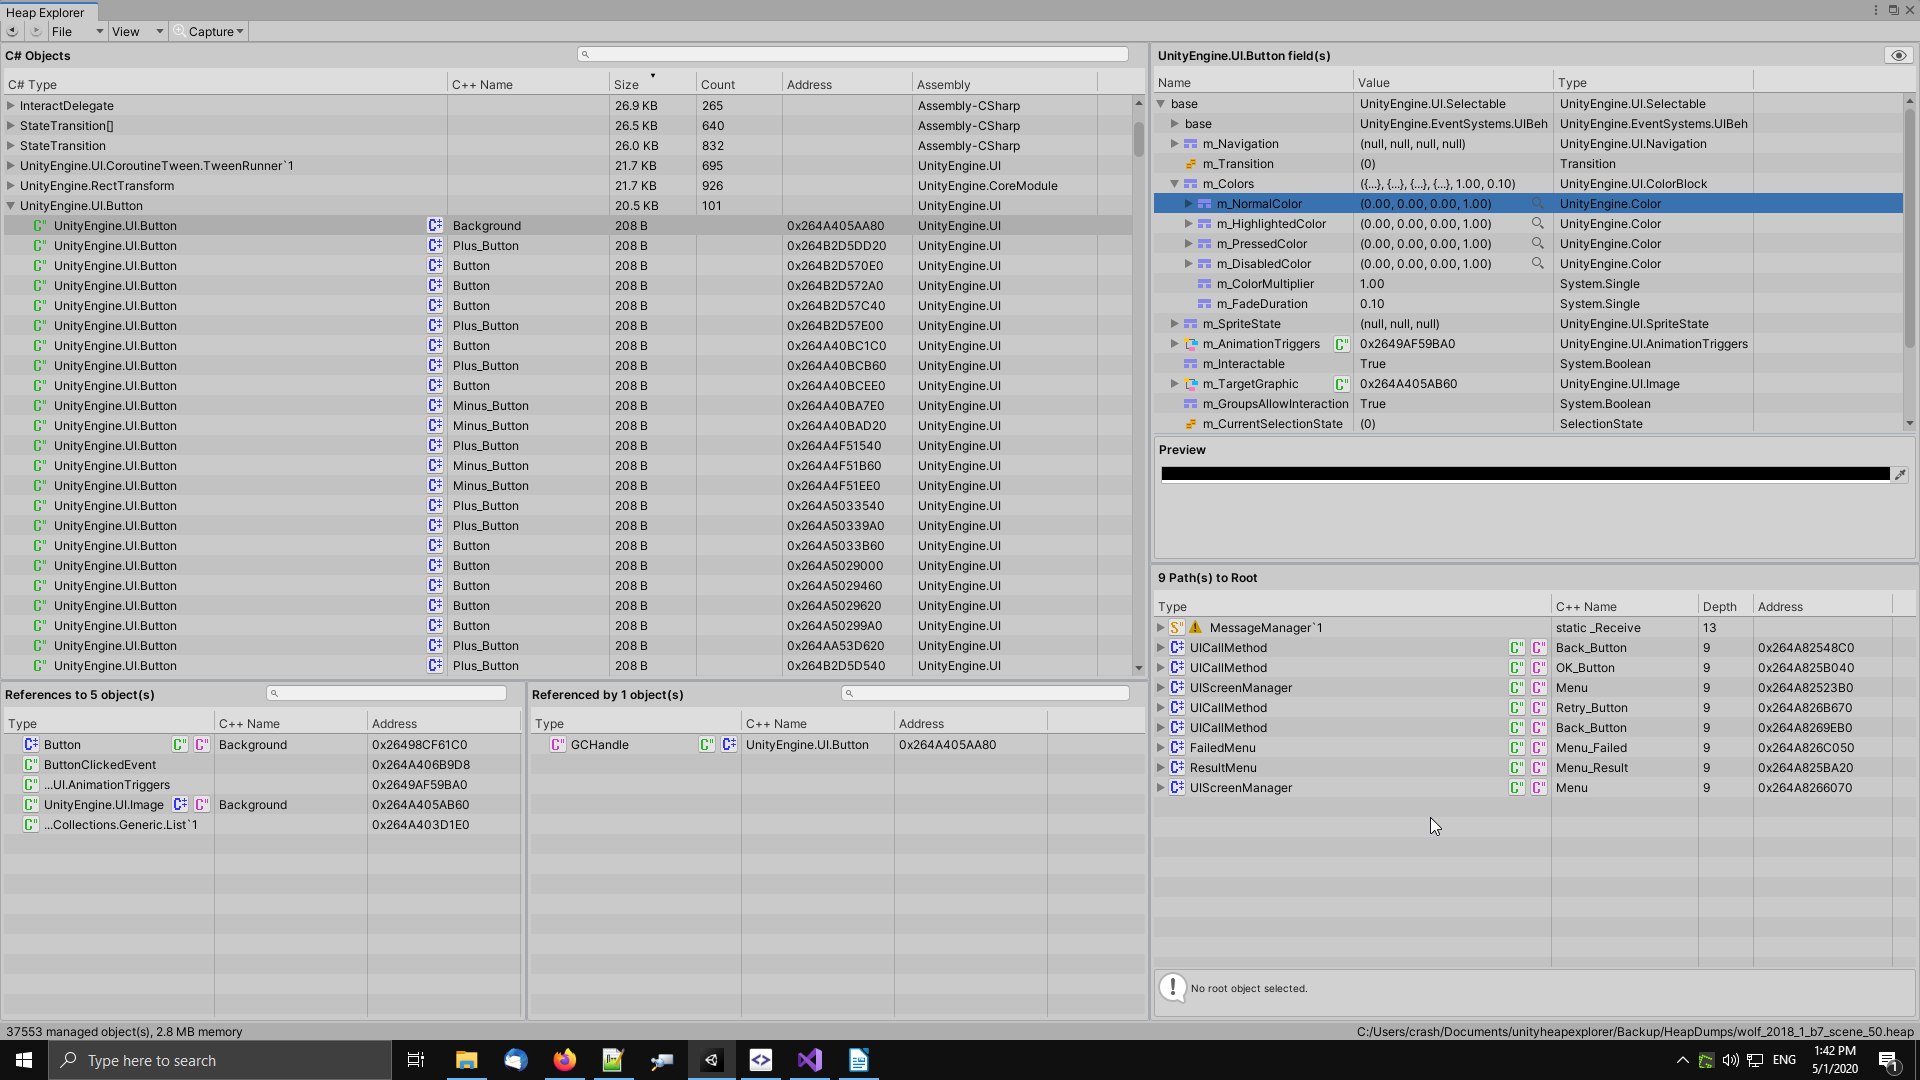 Heap Explorer
File View Capture
C# Objects
C# Type C++ Name Size Count Address Assembly
InteractDelegate 26.9 KB 265 Assembly-CSharp
StateTransition[] 26.5 KB 640 Assembly-CSharp
StateTransition 26.0 KB 832 Assembly-CSharp
UnityEngine.UI.CoroutineTween.TweenRunner`1 21.7 KB 695 UnityEngine.UI
UnityEngine.RectTransform 21.7 KB 926 UnityEngine.CoreModule
UnityEngine.UI.Button 20.5 KB 101 UnityEngine.UI
UnityEngine.UI.Button Background 208 B 0x264A405AA80 UnityEngine.UI
UnityEngine.UI.Button Plus_Button 208 B 0x264B2D5DD20 UnityEngine.UI
UnityEngine.UI.Button Button 208 B 0x264B2D570E0 UnityEngine.UI
UnityEngine.UI.Button Button 208 B 0x264B2D572A0 UnityEngine.UI
UnityEngine.UI.Button Button 208 B 0x264B2D57C40 UnityEngine.UI
UnityEngine.UI.Button Plus_Button 208 B 0x264B2D57E00 UnityEngine.UI
UnityEngine.UI.Button Button 208 B 0x264A40BC1C0 UnityEngine.UI
UnityEngine.UI.Button Plus_Button 208 B 0x264A40BCB60 UnityEngine.UI
UnityEngine.UI.Button Button 208 B 0x264A40BCEE0 UnityEngine.UI
UnityEngine.UI.Button Minus_Button 208 B 0x264A40BA7E0 UnityEngine.UI
UnityEngine.UI.Button Minus_Button 208 B 0x264A40BAD20 UnityEngine.UI
UnityEngine.UI.Button Plus_Button 208 B 0x264A4F51540 UnityEngine.UI
UnityEngine.UI.Button Minus_Button 208 B 0x264A4F51B60 UnityEngine.UI
UnityEngine.UI.Button Minus_Button 208 B 0x264A4F51EE0 UnityEngine.UI
UnityEngine.UI.Button Plus_Button 208 B 0x264A5033540 UnityEngine.UI
UnityEngine.UI.Button Plus_Button 208 B 0x264A50339A0 UnityEngine.UI
UnityEngine.UI.Button Button 208 B 0x264A5033B60 UnityEngine.UI
UnityEngine.UI.Button Button 208 B 0x264A5029000 UnityEngine.UI
UnityEngine.UI.Button Button 208 B 0x264A5029460 UnityEngine.UI
UnityEngine.UI.Button Button 208 B 0x264A5029620 UnityEngine.UI
UnityEngine.UI.Button Button 208 B 0x264A50299A0 UnityEngine.UI
UnityEngine.UI.Button Plus_Button 208 B 0x264AA53D620 UnityEngine.UI
UnityEngine.UI.Button Plus_Button 208 B 0x264B2D5D540 UnityEngine.UI
References to 5 object(s)
Type C++ Name Address
Button Background 0x26498CF61C0
ButtonClickedEvent 0x264A406B9D8
...UI.AnimationTriggers 0x2649AF59BA0
UnityEngine.UI.Image Background 0x264A405AB60
...Collections.Generic.List`1 0x264A403D1E0
Referenced by 1 object(s)
Type C++ Name Address
GCHandle UnityEngine.UI.Button 0x264A405AA80
UnityEngine.UI.Button field(s)
Name Value Type
base UnityEngine.UI.Selectable UnityEngine.UI.Selectable
base UnityEngine.EventSystems.UIBeh UnityEngine.EventSystems.UIBeh
m_Navigation (null, null, null, null) UnityEngine.UI.Navigation
m_Transition (0) Transition
m_Colors ({...}, {...}, {...}, {...}, 1.00, 0.10) UnityEngine.UI.ColorBlock
m_NormalColor (0.00, 0.00, 0.00, 1.00) UnityEngine.Color
m_HighlightedColor (0.00, 0.00, 0.00, 1.00) UnityEngine.Color
m_PressedColor (0.00, 0.00, 0.00, 1.00) UnityEngine.Color
m_DisabledColor (0.00, 0.00, 0.00, 1.00) UnityEngine.Color
m_ColorMultiplier 1.00 System.Single
m_FadeDuration 0.10 System.Single
m_SpriteState (null, null, null) UnityEngine.UI.SpriteState
m_AnimationTriggers 0x2649AF59BA0 UnityEngine.UI.AnimationTriggers
m_Interactable True System.Boolean
m_TargetGraphic 0x264A405AB60 UnityEngine.UI.Image
m_GroupsAllowInteraction True System.Boolean
m_CurrentSelectionState (0) SelectionState
Preview
9 Path(s) to Root
Type C++ Name Depth Address
MessageManager`1 static _Receive 13
UICallMethod Back_Button 9 0x264A82548C0
UICallMethod OK_Button 9 0x264A825B040
UIScreenManager Menu 9 0x264A82523B0
UICallMethod Retry_Button 9 0x264A826B670
UICallMethod Back_Button 9 0x264A8269EB0
FailedMenu Menu_Failed 9 0x264A826C050
ResultMenu Menu_Result 9 0x264A825BA20
UIScreenManager Menu 9 0x264A8266070
No root object selected.
37553 managed object(s), 2.8 MB memory
C:/Users/crash/Documents/unityheapexplorer/Backup/HeapDumps/wolf_2018_1_b7_scene_50.heap
Type here to search
ENG
1:42 PM
5/1/2020
1